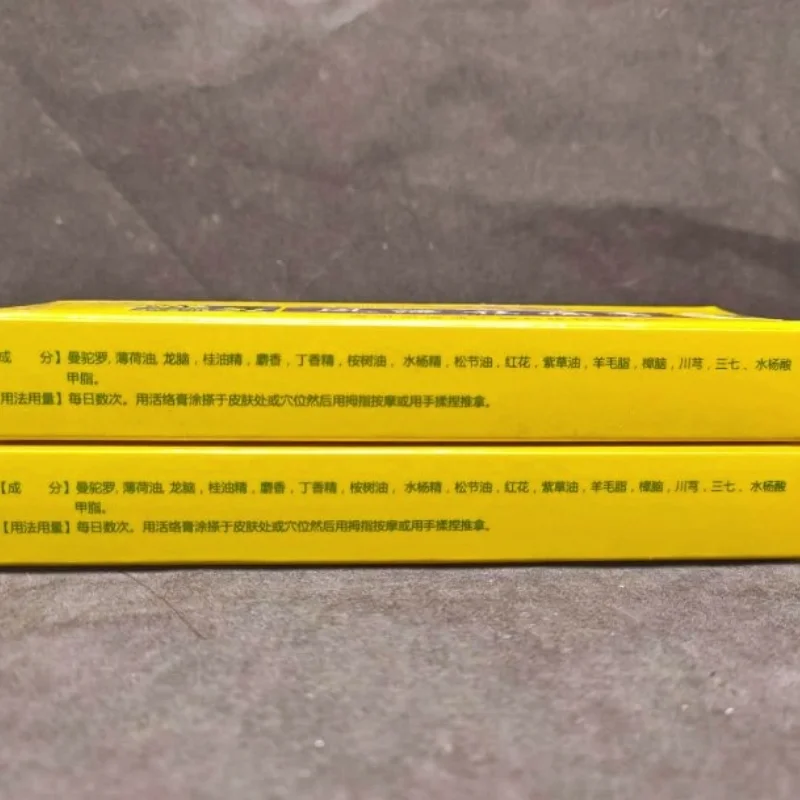 成 分】曼鸵罗, 薄荷油, 龙脑，桂油精，麝香，丁香精，桉树油， 水杨精，松节油，红花，紫草油，羊毛脂，樟脑，川芎，三七、水杨酸
甲脂。
用法用量】每日数次。用活络膏涂搽于皮肤处或穴位然后用拇指按摩或用手揉捏推拿。
【成 分】曼鸵罗, 薄荷油, 龙脑，桂油精，麝香，丁香精，桉树油， 水杨精，松节油，红花，紫草油，羊毛脂，樟脑，川芎，三七、水杨酸
甲脂。
【用法用量】每日数次。用活络膏涂搽于皮肤处或穴位然后用拇指按摩或用手揉捏推拿。